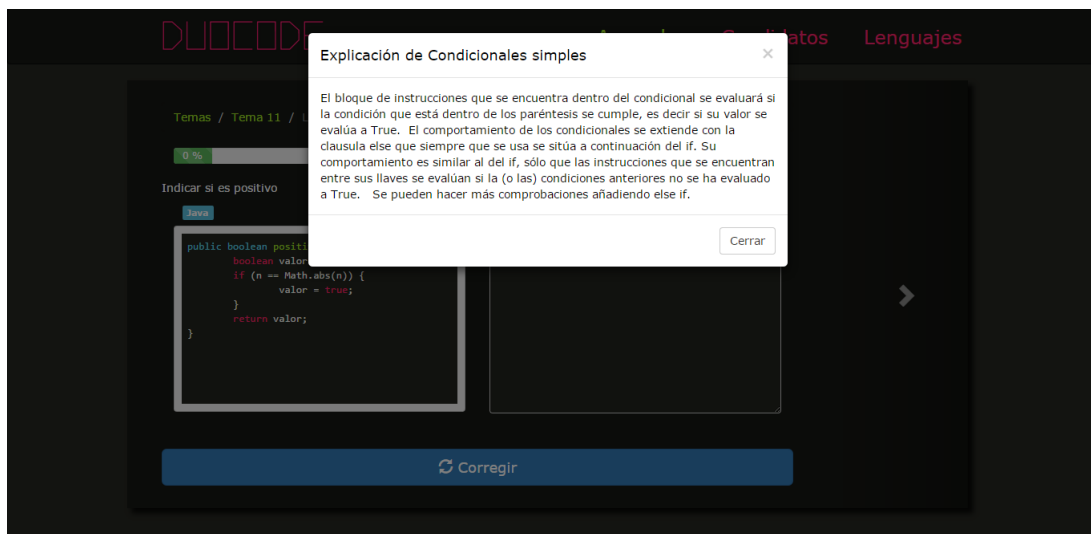 DUOCODE
Candidatos Lenguajes
Explicación de Condicionales simples ×
El bloque de instrucciones que se encuentra dentro del condicional se evaluará si
la condición que está dentro de los paréntesis se cumple, es decir si su valor se
evalúa a True. El comportamiento de los condicionales se extiende con la
clausula else que siempre que se usa se sitúa a continuación del if. Su
comportamiento es similar al del if, sólo que las instrucciones que se encuentran
entre sus llaves se evalúan si la (o las) condiciones anteriores no se ha evaluado
a True. Se pueden hacer más comprobaciones añadiendo else if.
Cerrar
Temas / Tema 11 /
0 %
Indicar si es positivo
Java
public boolean positi
boolean valor
if (n == Math.abs(n)) {
valor = true;
}
return valor;
}
Corregir